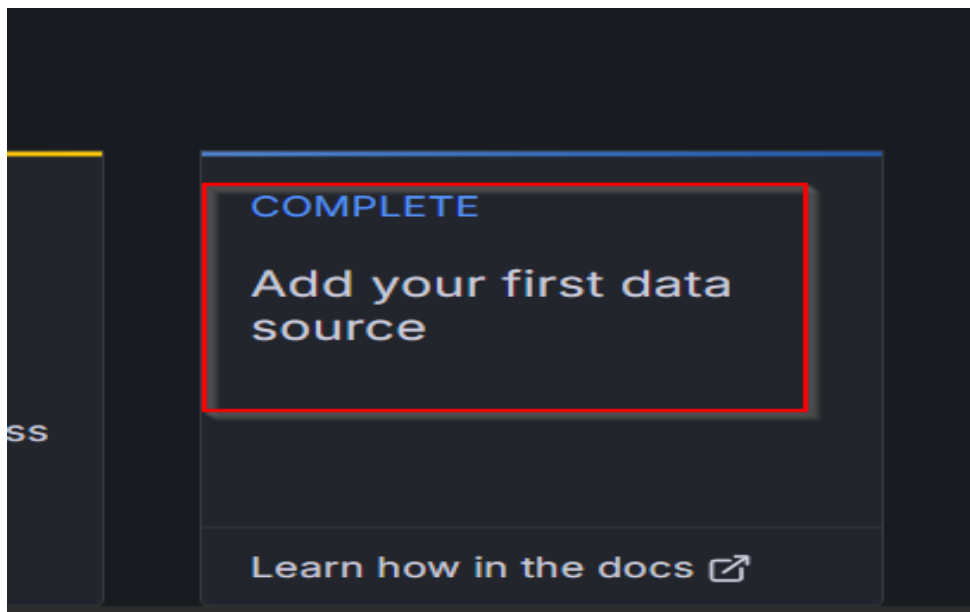 COMPLETE
Add your first data
source
ss
Learn how in the docs